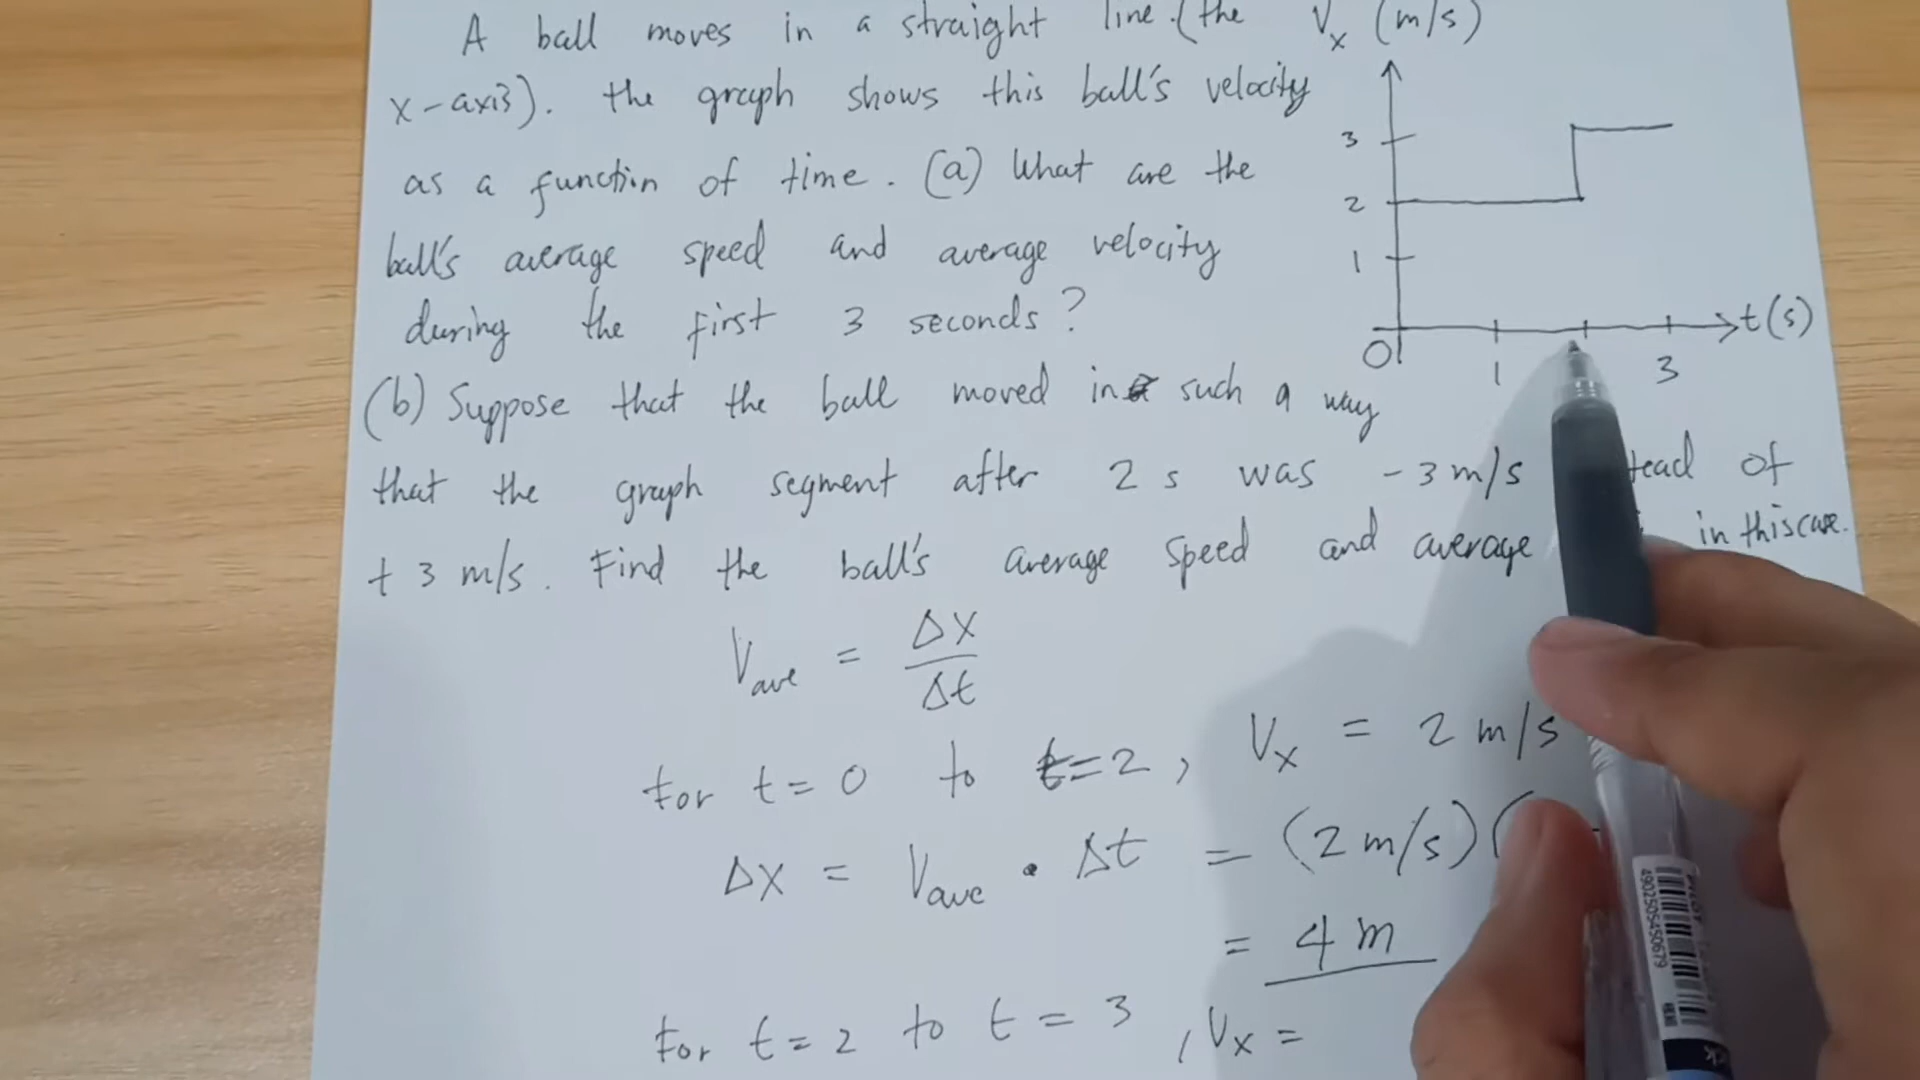 A ball moves in a straight line. (the
x-axis). the graph shows this ball's velocity
as a function of time. (a) What are the
ball's average speed and average velocity
during the first 3 seconds?
(b) Suppose that the ball moved in such a way
that the graph segment after 2 s was -3 m/s
of
+3 m/s. Find the ball's average speed and average
in this case.
Vx (m/s)
3
2
1
0
1
3
t(s)
Vave = Δx/Δt
For t=0 to t=2, Vx = 2 m/s
Δx = Vave · Δt = (2 m/s)(
= 4 m
For t=2 to t=3, Vx =
4902505450679